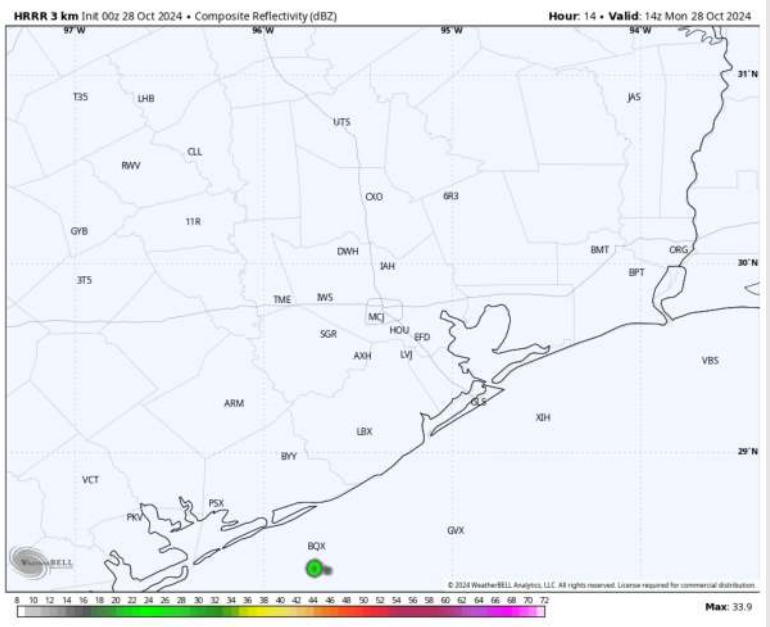 HRRR 3 km Init 00z 28 Oct 2024 • Composite Reflectivity (dBZ) Hour: 14 • Valid: 14z Mon 28 Oct 2024
97°W 96°W 95°W 94°W
31°N
T35 LHB JAS
UTS
CLL
RWV
CXO 6R3
11R
GYB
DWH BMT ORG
IAH 30°N
BPT
3T5
TME IWS
MCJ
SGR HOU EFD
AXH LVJ
VBS
ARM GLS
XIH
LBX
BYY 29°N
VCT
PSX
PKV
GVX
BQX
WeatherBELL
© 2024 WeatherBELL Analytics, LLC. All rights reserved. License required for commercial distribution.
8 10 12 14 16 18 20 22 24 26 28 30 32 34 36 38 40 42 44 46 48 50 52 54 56 58 60 62 64 66 68 70 72
Max: 33.9